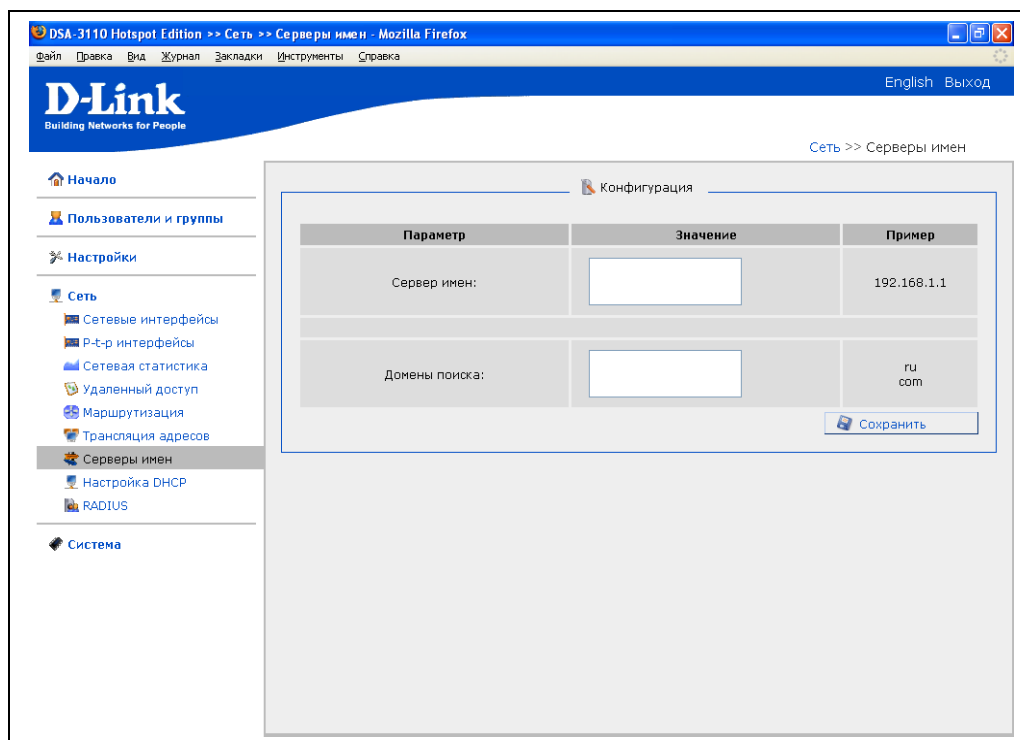 DSA-3110 Hotspot Edition >> Сеть >> Серверы имен - Mozilla Firefox
Файл Правка Вид Журнал Закладки Инструменты Справка
English Выход
D-Link
Building Networks for People
Сеть >> Серверы имен
Начало
Пользователи и группы
Настройки
Сеть
Сетевые интерфейсы
P-t-p интерфейсы
Сетевая статистика
Удаленный доступ
Маршрутизация
Трансляция адресов
Серверы имен
Настройка DHCP
RADIUS
Система
Конфигурация
Параметр Значение Пример
Сервер имен: 192.168.1.1
Домены поиска: ru
com
Сохранить